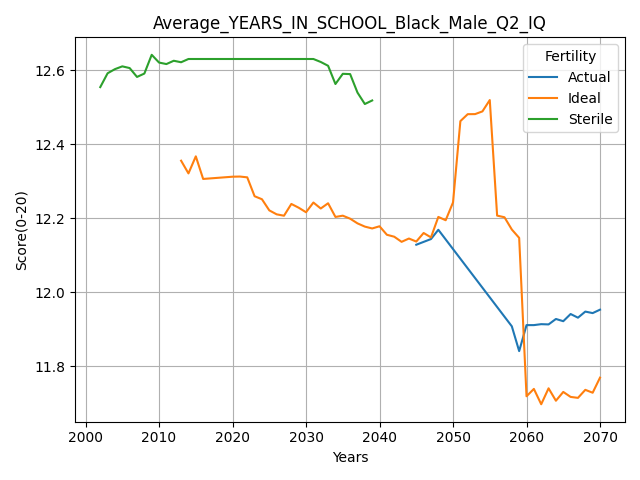 Average_YEARS_IN_SCHOOL_Black_Male_Q2_IQ
Fertility
Actual
Ideal
Sterile
Score(0-20)
12.6
12.4
12.2
12.0
11.8
2000 2010 2020 2030 2040 2050 2060 2070
Years